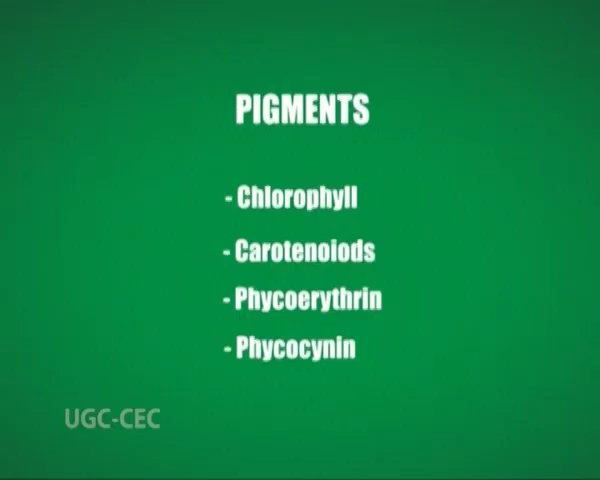 PIGMENTS
- Chlorophyll
- Carotenoiods
- Phycoerythrin
- Phycocynin
UGC-CEC